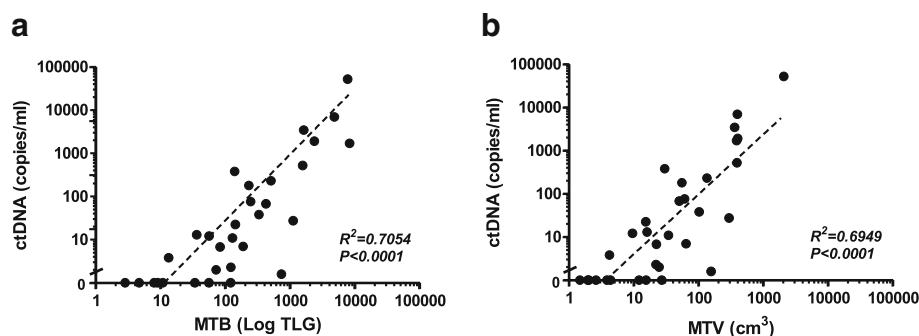 a
100000
10000
1000
100
10
0
ctDNA (copies/ml)
R²=0.7054
P<0.0001
1 10 100 1000 10000 100000
MTB (Log TLG)
b
100000
10000
1000
100
10
0
ctDNA (copies/ml)
R²=0.6949
P<0.0001
1 10 100 1000 10000 100000
MTV (cm³)